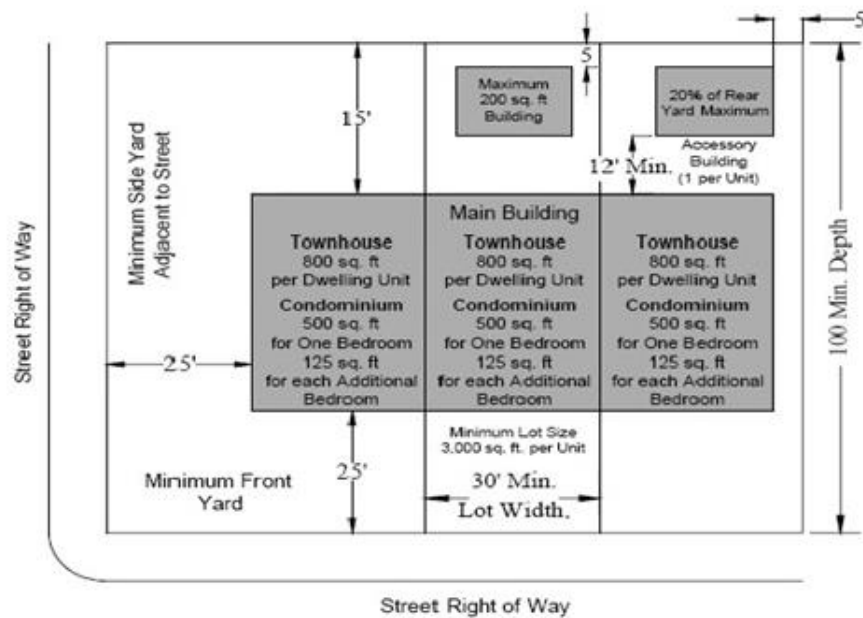 5
5
Maximum
200 sq. ft
Building
20% of Rear
Yard Maximum
15'
Minimum Side Yard
Adjacent to Street
12' Min.
Accessory
Building
(1 per Unit)
Main Building
Townhouse
800 sq. ft
per Dwelling Unit
Condominium
500 sq. ft
for One Bedroom
125 sq. ft
for each Additional
Bedroom
Townhouse
800 sq. ft
per Dwelling Unit
Condominium
500 sq. ft
for One Bedroom
125 sq. ft
for each Additional
Bedroom
Townhouse
800 sq. ft
per Dwelling Unit
Condominium
500 sq. ft
for One Bedroom
125 sq. ft
for each Additional
Bedroom
100 Min. Depth
Street Right of Way
25'
Minimum Lot Size
3,000 sq. ft. per Unit
25'
30' Min.
Lot Width.
Minimum Front
Yard
Street Right of Way